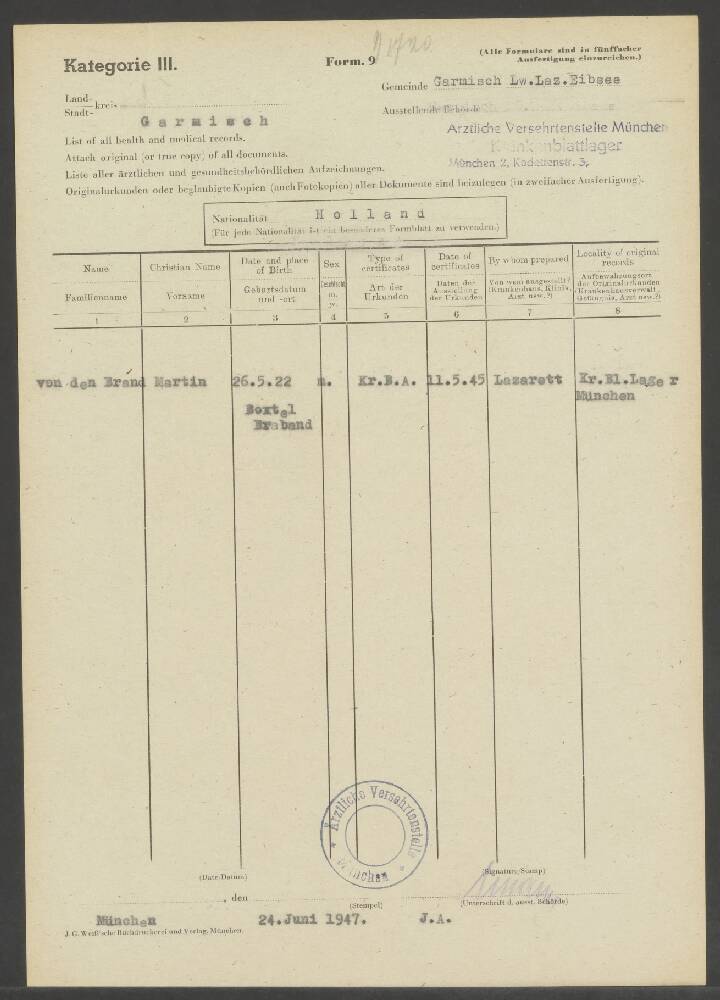 Kategorie III.
Form. 9
(Alle Formulare sind in fünffacher
Ausfertigung einzureichen.)
Gemeinde Garmisch Lw.Laz.Eibsee
Land-
Stadt- kreis
Garmisch
Ausstellende Behörde
Ärztliche Versehrtenstelle München
Krankenblattlager
München 2, Kadettenstr. 3,
List of all health and medical records.
Attach original (or true copy) of all documents.
Liste aller ärztlichen und gesundheitsbehördlichen Aufzeichnungen.
Originalurkunden oder beglaubigte Kopien (auch Fotokopien) aller Dokumente sind beizulegen (in zweifacher Ausfertigung).
Nationalität Holland
(Für jede Nationalität ist ein besonderes Formblatt zu verwenden.)
Name
Familienname
1
Christian Name
Vorname
2
Date and place
of Birth
Geburtsdatum
und -ort
3
Sex
Geschlecht
m.
w.
4
Type of
certificates
Art der
Urkunden
5
Date of
certificates
Daten der
Ausstellung
der Urkunden
6
By whom prepared
Von wem ausgestellt?
(Krankenhaus, Klinik,
Arzt usw.?)
7
Locality of original
records
Aufbewahrungsort
der Originalurkunden
(Krankenhausverwalt.,
Gefängnis, Arzt usw.?)
8
von den Brand Martin 26.5.22 m. Kr.B.A. 11.5.45 Lazarett Kr.Bl.Lager
Boxtel München
Braband
Ärztliche Versehrtenstelle
München
(Date/Datum)
(Signature/Stamp)
, den
(Stempel)
(Unterschrift d. ausst. Behörde)
München 24.Juni 1947. J.A.
J. G. Weiß'sche Buchdruckerei und Verlag, München.